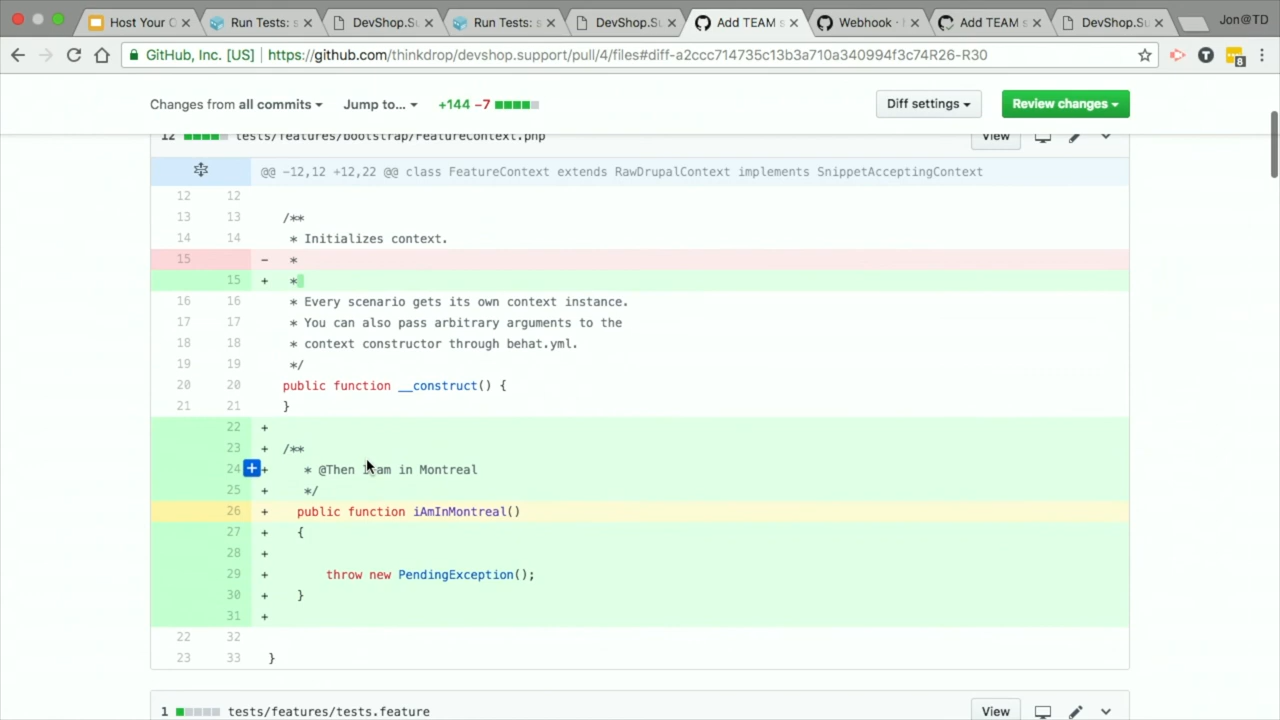 Host Your O
Run Tests: s
DevShop.Su
Run Tests: s
DevShop.Su
Add TEAM s
Webhook ·
Add TEAM s
DevShop.Su
Jon@TD
GitHub, Inc. [US] https://github.com/thinkdrop/devshop.support/pull/4/files#diff-a2ccc714735c13b3a710a340994f3c74R26-R30
T
8
Changes from all commits Jump to... +144 −7 Diff settings Review changes
12 tests/features/bootstrap/FeatureContext.php View
@@ −12,12 +12,22 @@ class FeatureContext extends RawDrupalContext implements SnippetAcceptingContext
12 12
13 13 /**
14 14 * Initializes context.
15 - *
15 + *
16 16 * Every scenario gets its own context instance.
17 17 * You can also pass arbitrary arguments to the
18 18 * context constructor through behat.yml.
19 19 */
20 20 public function __construct() {
21 21 }
22 +
23 + /**
24 + * @Then I am in Montreal
25 + */
26 + public function iAmInMontreal()
27 + {
28 +
29 + throw new PendingException();
30 + }
31 +
22 32
23 33 }
1 tests/features/tests.feature View